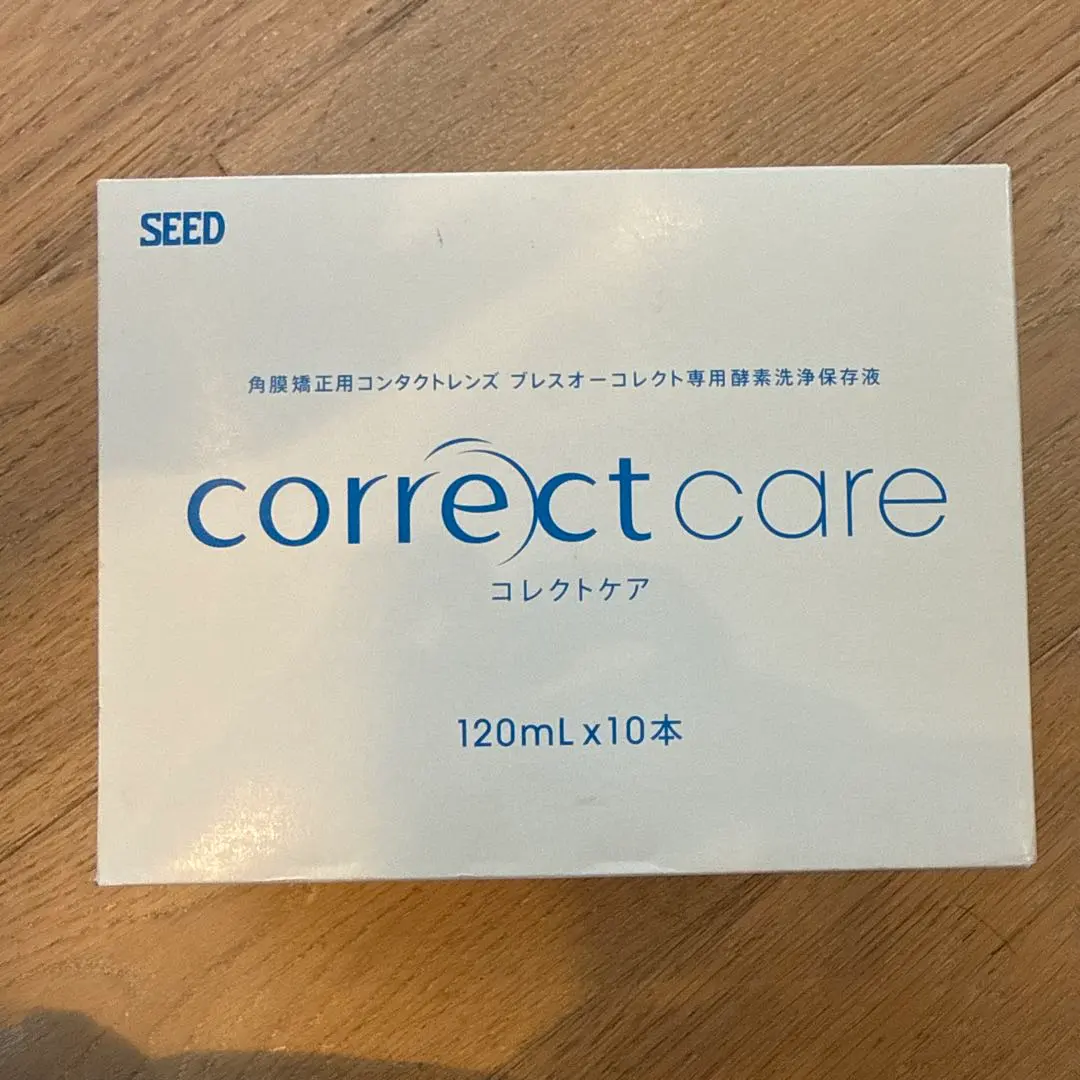 SEED
角膜矯正用コンタクトレンズ ブレスオーコレクト専用酵素洗浄保存液
correctcare
コレクトケア
120mL x10本